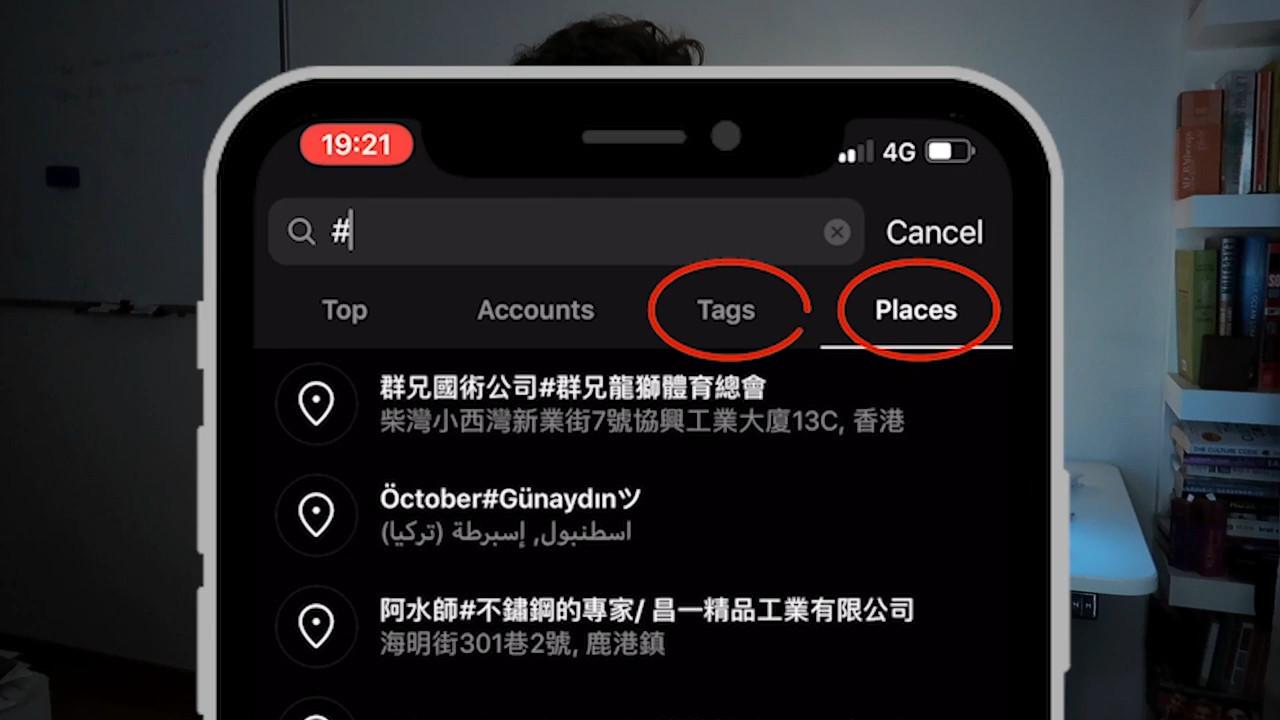 19:21
4G
#
Cancel
Top
Accounts
Tags
Places
群兄國術公司#群兄龍獅體育總會
柴灣小西灣新業街7號協興工業大廈13C, 香港
Öctober#Günaydınツ
اسطنبول, إسبرطة (تركيا)
阿水師#不鏽鋼的專家/ 昌一精品工業有限公司
海明街301巷2號, 鹿港鎮
THE CULTURE CODE